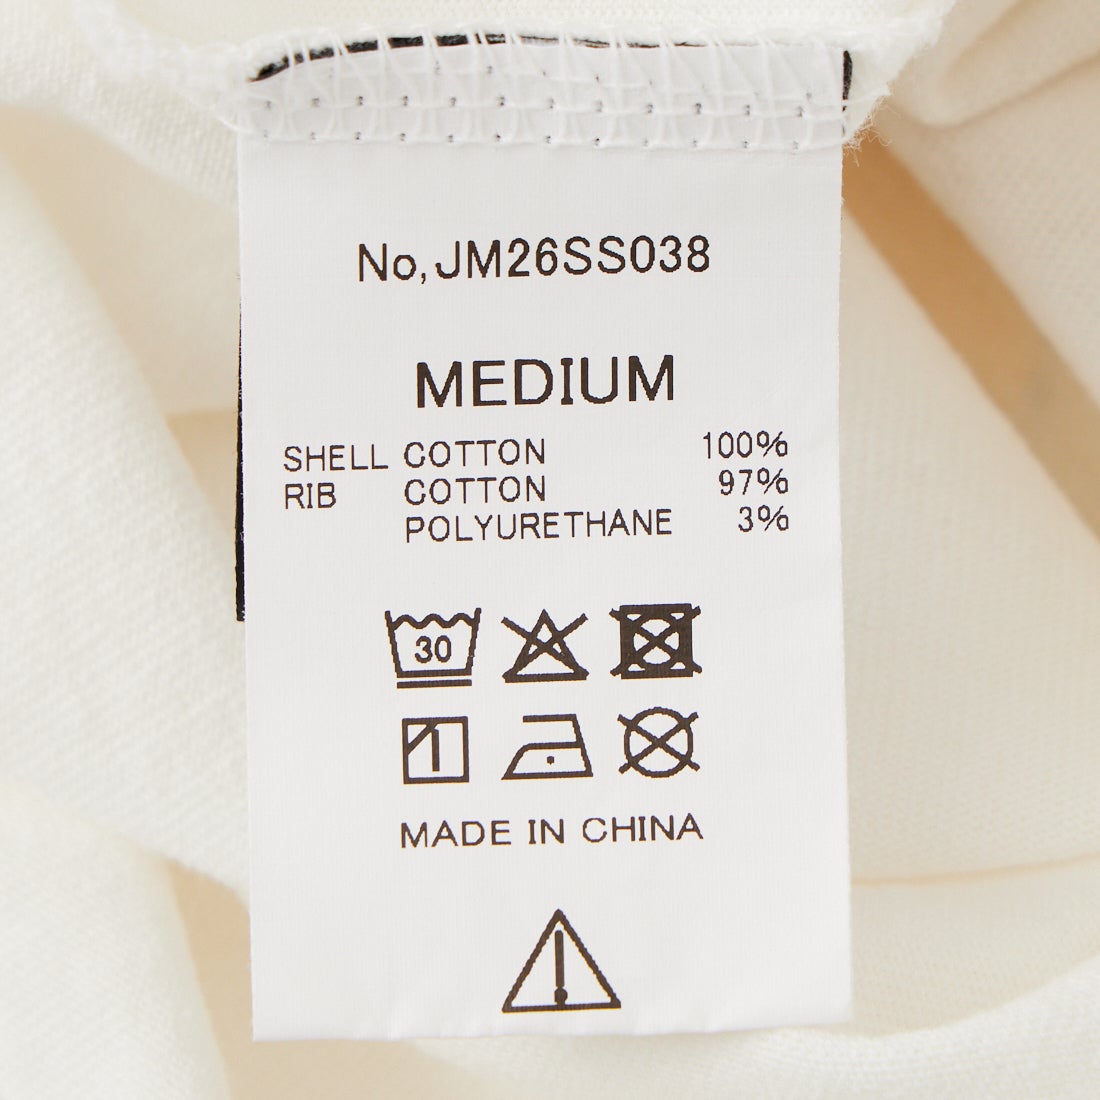 No,JM26SS038
MEDIUM
SHELL COTTON 100%
RIB COTTON 97%
POLYURETHANE 3%
30
MADE IN CHINA